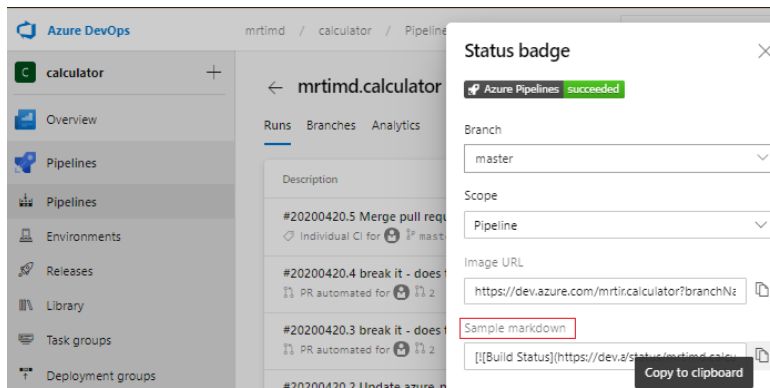 Azure DevOps
mrtimd / calculator / Pipeline
C calculator
Overview
Pipelines
Pipelines
Environments
Releases
Library
Task groups
Deployment groups
mrtimd.calculator
Runs Branches Analytics
Description
#20200420.5 Merge pull requ
Individual CI for mast
#20200420.4 break it - does t
PR automated for 2
#20200420.3 break it - does t
PR automated for 2
#20200420.2 Update azure-p
Status badge
Azure Pipelines succeeded
Branch
master
Scope
Pipeline
Image URL
https://dev.azure.com/mrtir.calculator?branchNa
Sample markdown
[![Build Status](https://dev.a/status/mrtimd.calcu
Copy to clipboard